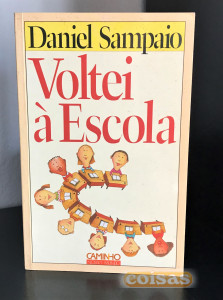 Daniel Sampaio
Voltei
à Escola
CAMINHO
coisas